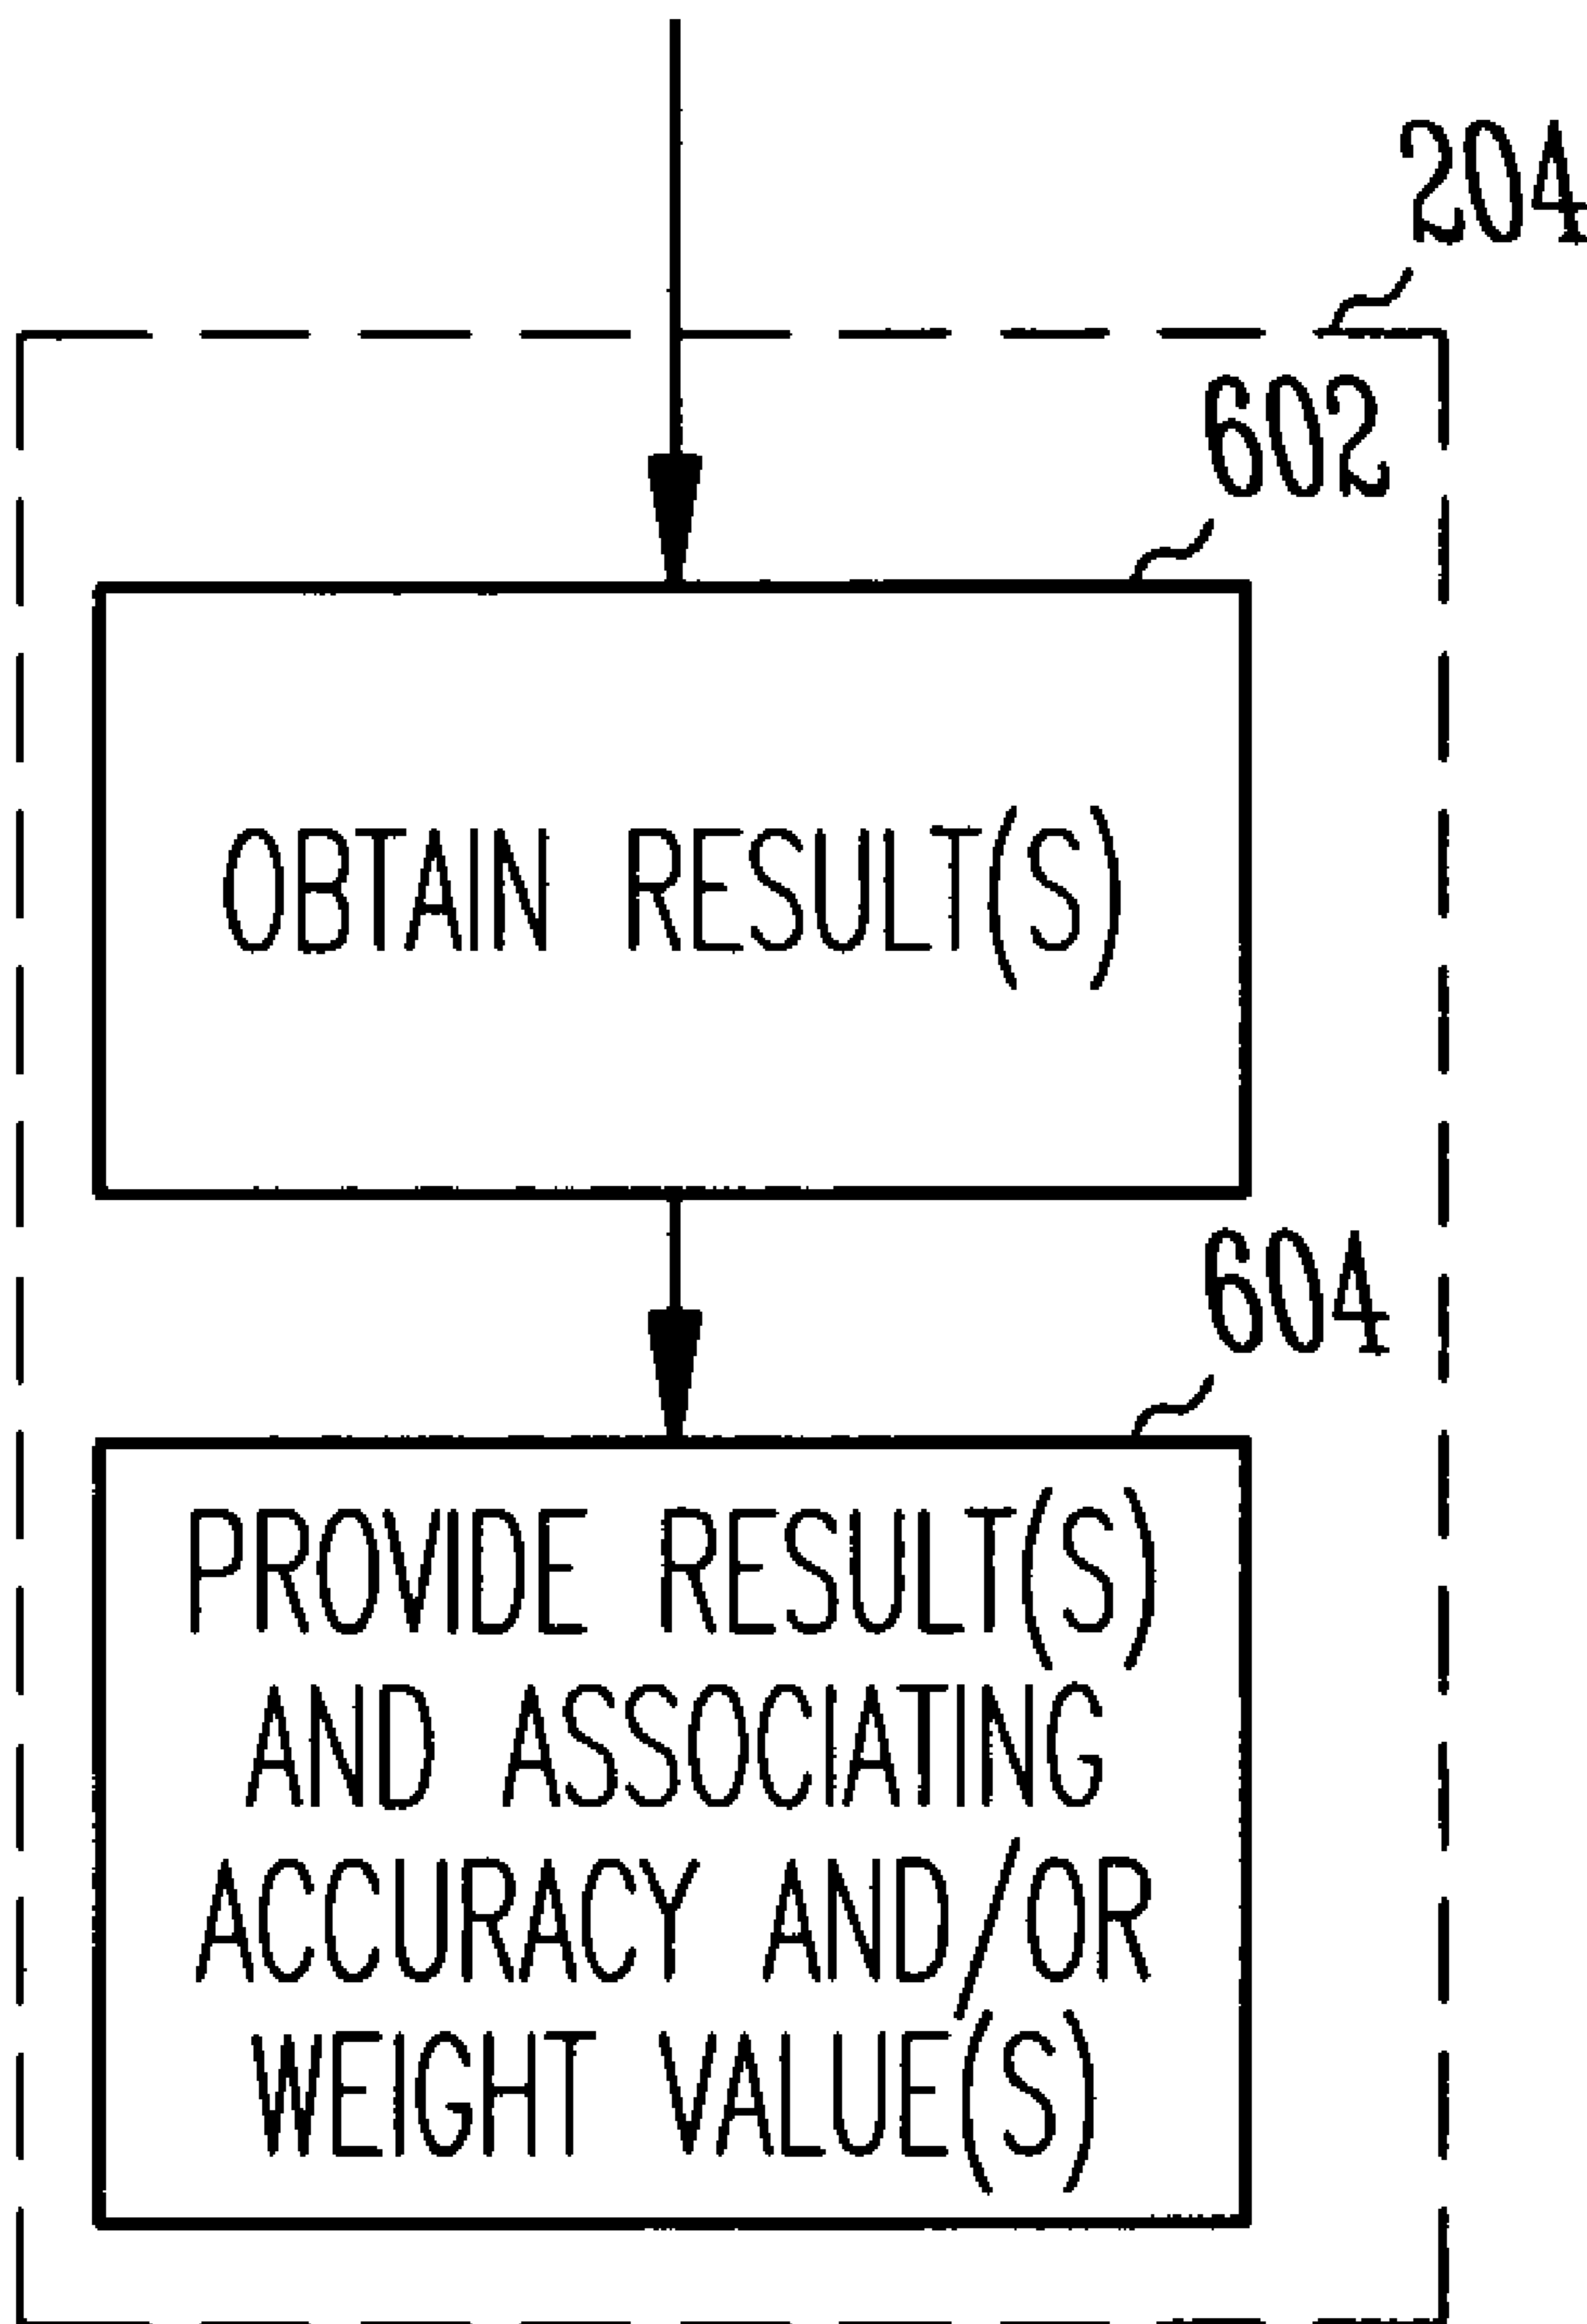 204
602
OBTAIN RESULT(S)
604
PROVIDE RESULT(S)
AND ASSOCIATING
ACCURACY AND/OR
WEIGHT VALUE(S)